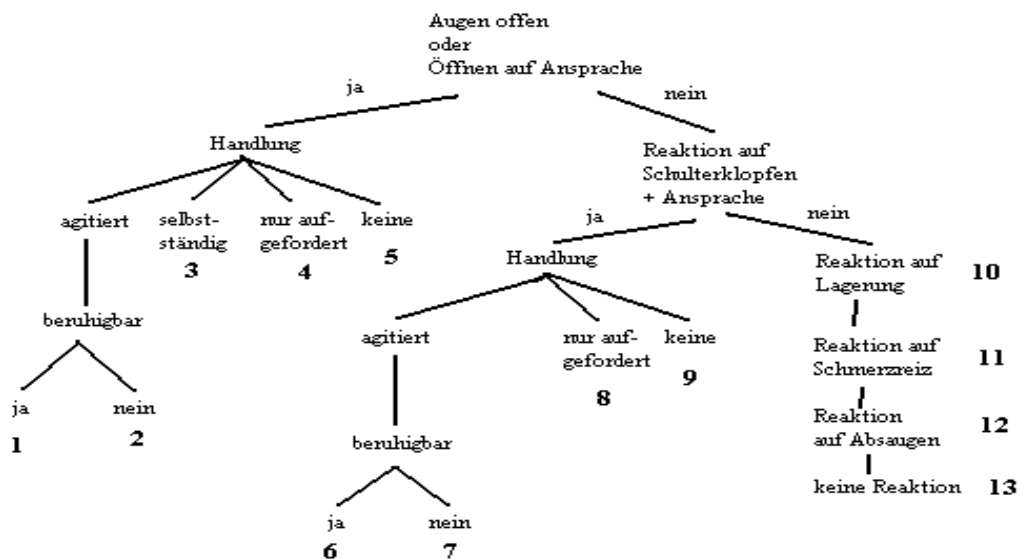 Augen offen
oder
Öffnen auf Ansprache
ja
nein
Handlung
Reaktion auf
Schulterklopfen
+ Ansprache
agitiert
selbst-
ständig
3
nur auf-
gefordert
4
keine
5
ja
nein
Handlung
Reaktion auf
Lagerung
10
beruhigbar
agitiert
nur auf-
gefordert
8
keine
9
Reaktion auf
Schmerzreiz
11
ja
1
nein
2
Reaktion
auf Absaugen
12
beruhigbar
keine Reaktion
13
ja
6
nein
7